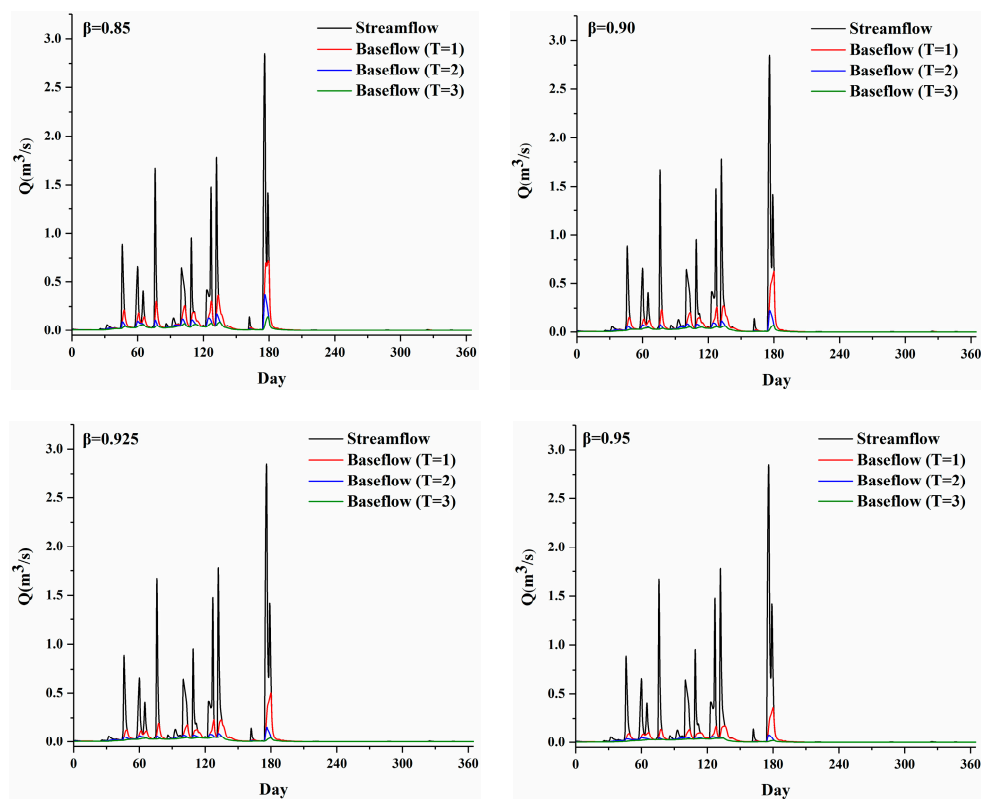 β=0.85
Streamflow
Baseflow (T=1)
Baseflow (T=2)
Baseflow (T=3)
Q(m³/s)
3.0
2.5
2.0
1.5
1.0
0.5
0.0
0 60 120 180 240 300 360
Day
β=0.90
Streamflow
Baseflow (T=1)
Baseflow (T=2)
Baseflow (T=3)
Q(m³/s)
3.0
2.5
2.0
1.5
1.0
0.5
0.0
0 60 120 180 240 300 360
Day
β=0.925
Streamflow
Baseflow (T=1)
Baseflow (T=2)
Baseflow (T=3)
Q(m³/s)
3.0
2.5
2.0
1.5
1.0
0.5
0.0
0 60 120 180 240 300 360
Day
β=0.95
Streamflow
Baseflow (T=1)
Baseflow (T=2)
Baseflow (T=3)
Q(m³/s)
3.0
2.5
2.0
1.5
1.0
0.5
0.0
0 60 120 180 240 300 360
Day